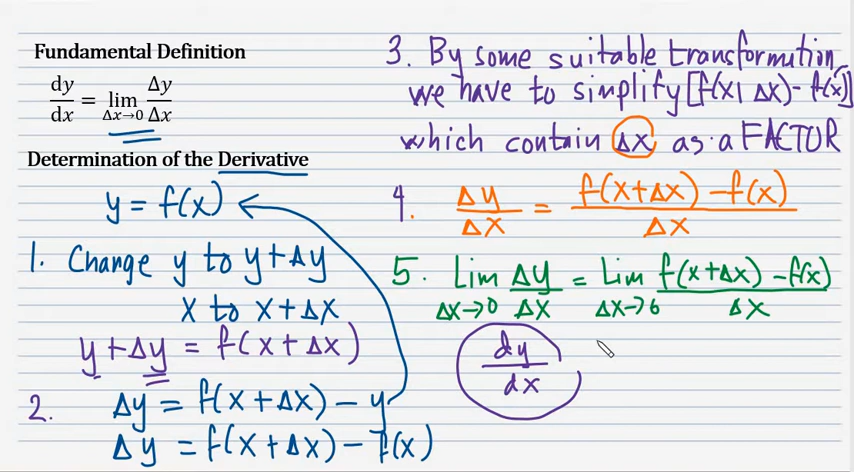 Fundamental Definition
dy/dx = lim Δx→0 Δy/Δx
Determination of the Derivative
y = f(x)
1. Change y to y+Δy
x to x+Δx
y+Δy = f(x+Δx)
2. Δy = f(x+Δx) - y
Δy = f(x+Δx) - f(x)
3. By some suitable transformation
we have to simplify [f(x1 Δx) - f(x)]
which contain Δx as a FACTOR
4. Δy/Δx = f(x+Δx) - f(x)/Δx
5. Lim Δx→0 Δy/Δx = Lim Δx→0 f(x+Δx) - f(x)/Δx
dy/dx